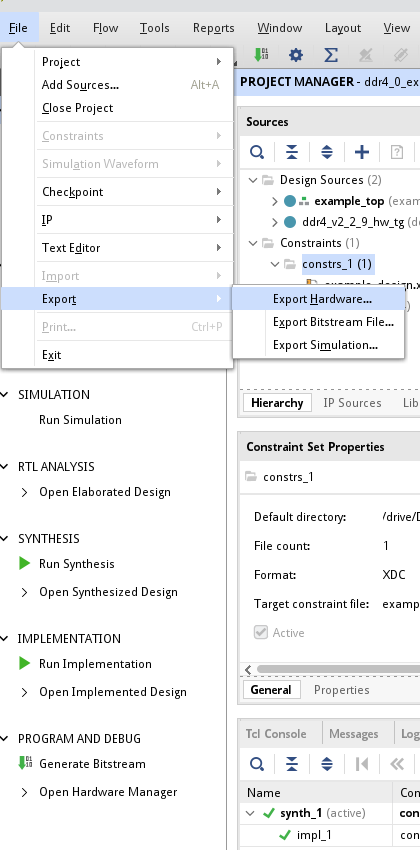 File Edit Flow Tools Reports Window Layout View
PROJECT MANAGER - ddr4_0_ex
Project
Add Sources... Alt+A
Close Project
Constraints
Simulation Waveform
Checkpoint
IP
Text Editor
Import
Export
Print... Ctrl+P
Exit
Export Hardware...
Export Bitstream File...
Export Simulation...
Sources
Design Sources (2)
example_top (exam
ddr4_v2_2_9_hw_tg (d
Constraints (1)
constrs_1 (1)
Hierarchy IP Sources Lib
SIMULATION
Run Simulation
RTL ANALYSIS
Open Elaborated Design
SYNTHESIS
Run Synthesis
Open Synthesized Design
IMPLEMENTATION
Run Implementation
Open Implemented Design
PROGRAM AND DEBUG
Generate Bitstream
Open Hardware Manager
Constraint Set Properties
constrs_1
Default directory: /drive/D
File count: 1
Format: XDC
Target constraint file: examp
Active
General Properties
Tcl Console Messages Log
Name Con
synth_1 (active) con
impl_1 con